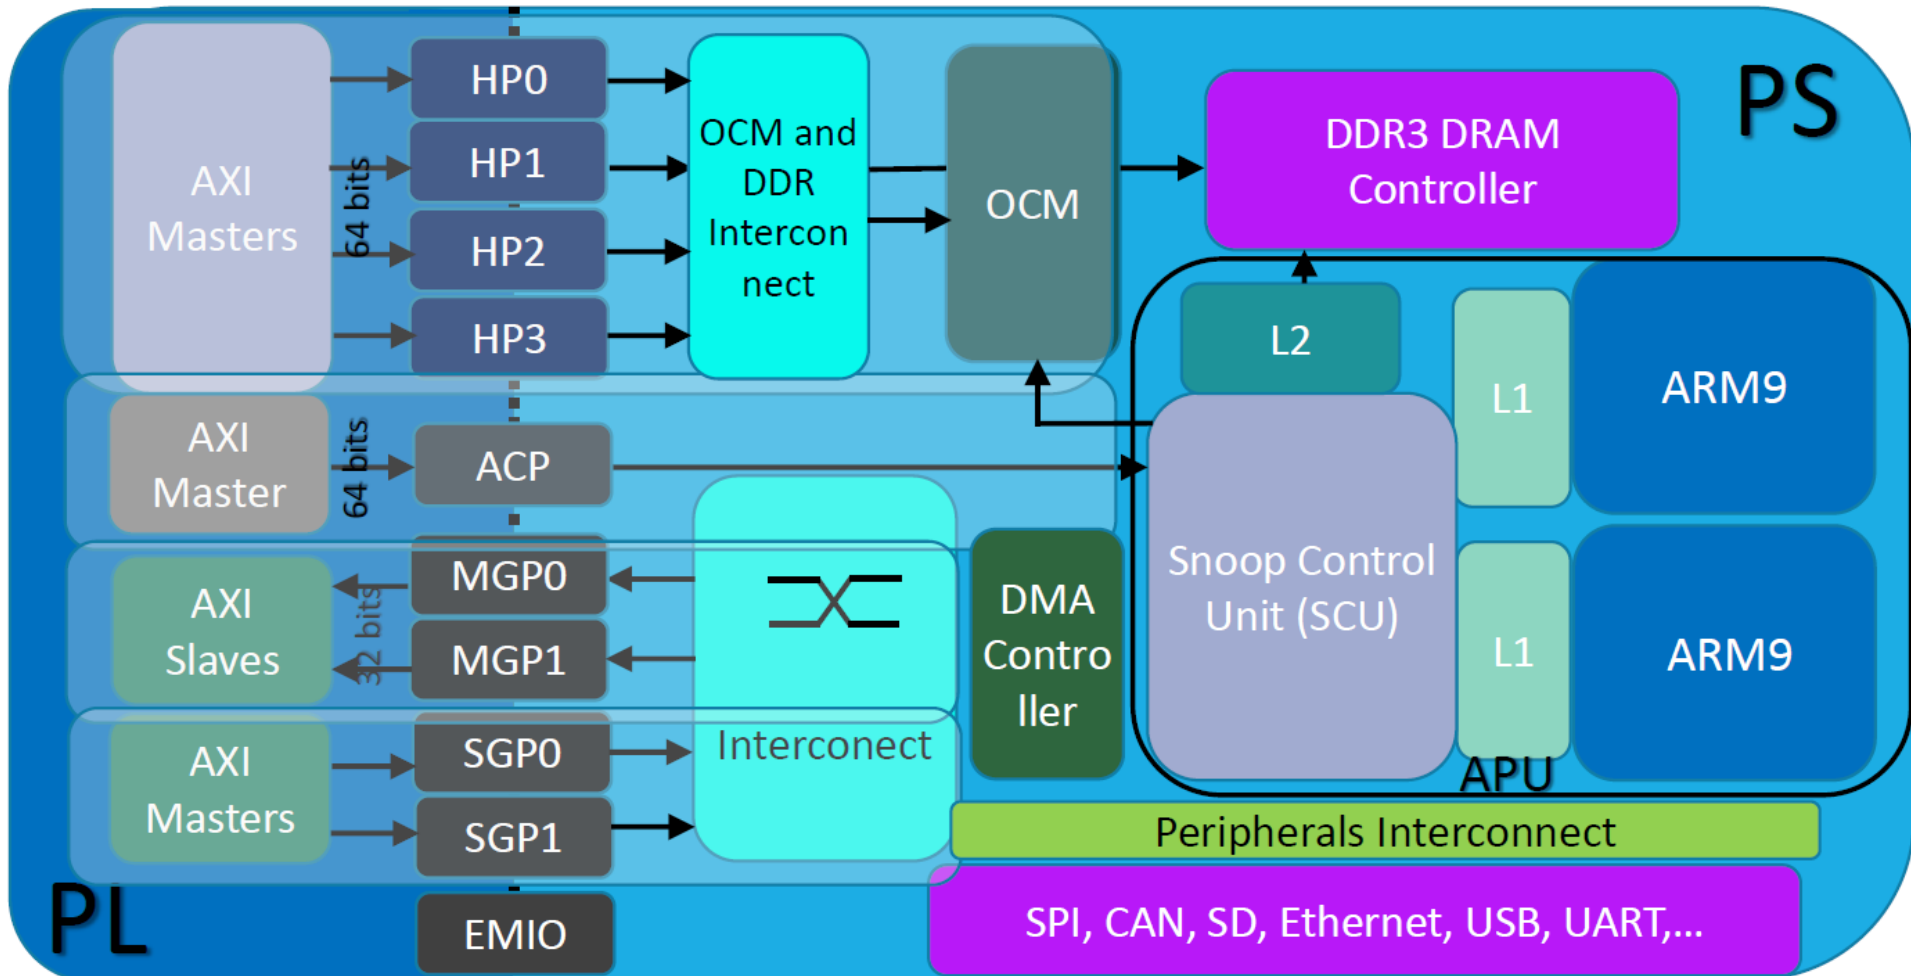 PS
AXI
Masters
64 bits
HP0
HP1
HP2
HP3
OCM and
DDR
Intercon
nect
OCM
DDR3 DRAM
Controller
L2
L1
ARM9
AXI
Master
64 bits
ACP
Snoop Control
Unit (SCU)
L1
ARM9
APU
AXI
Slaves
32 bits
MGP0
MGP1
DMA
Contro
ller
AXI
Masters
SGP0
SGP1
Interconect
Peripherals Interconnect
PL
EMIO
SPI, CAN, SD, Ethernet, USB, UART,...